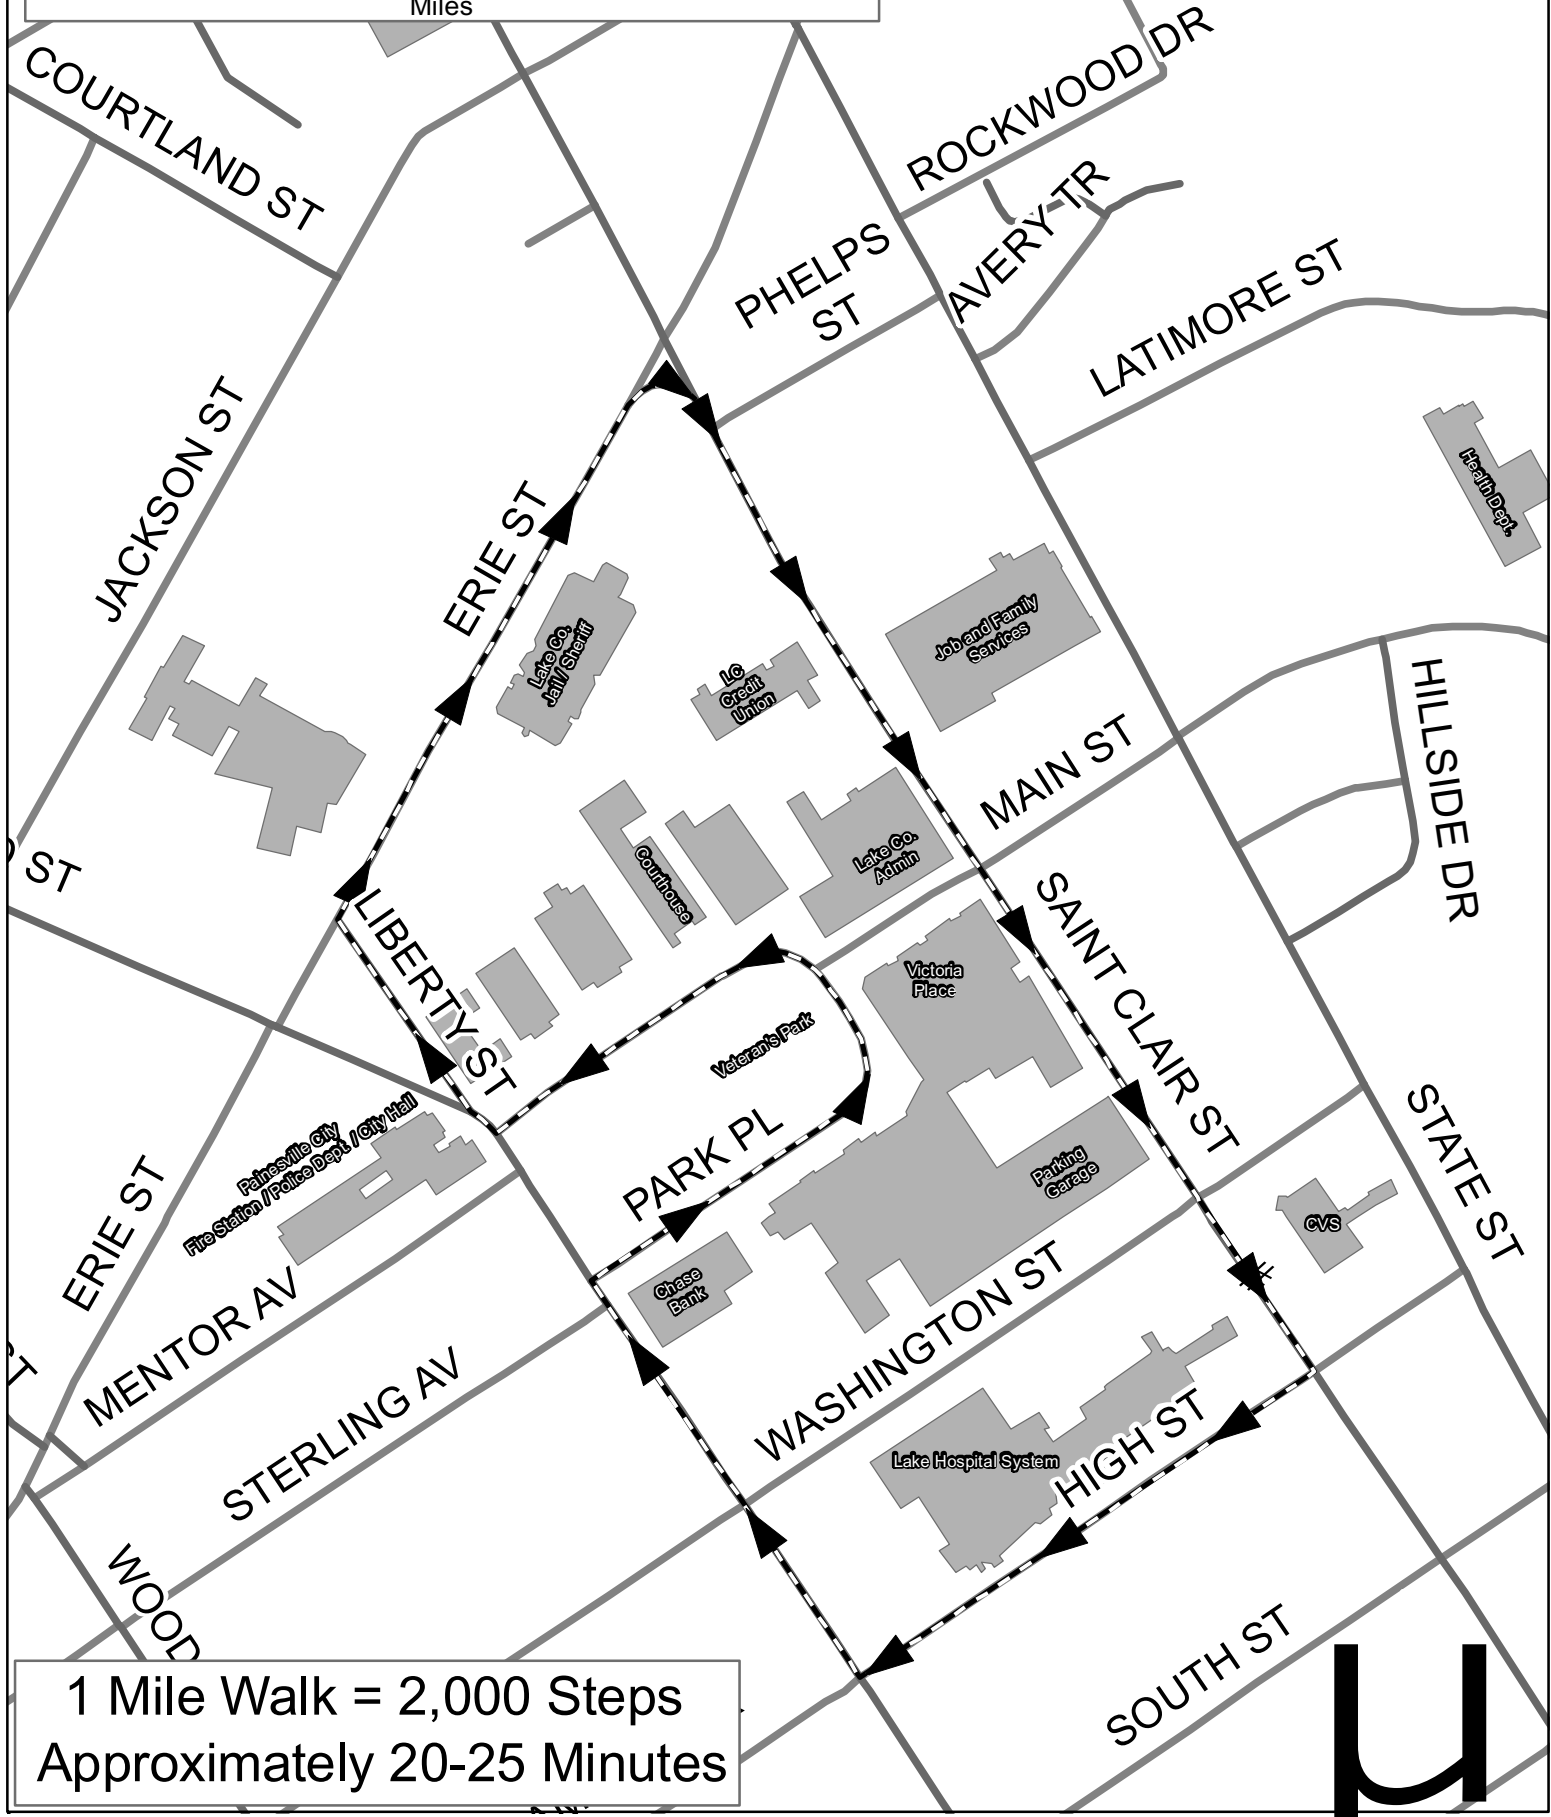 Miles
COURTLAND ST
ROCKWOOD DR
AVERY TR
PHELPS
ST
LATIMORE ST
JACKSON ST
ERIE ST
Health Dept.
Lake Co.
Jail / Sheriff
LC
Credit
Union
Job and Family
Services
MAIN ST
HILLSIDE DR
ST
LIBERTY ST
Courthouse
Lake Co.
Admin
Victoria
Place
SAINT CLAIR ST
Veteran's Park
PARK PL
Painesville City
Fire Station / Police Dept. / City Hall
Parking
Garage
STATE ST
CVS
ERIE ST
MENTOR AV
Chase
Bank
WASHINGTON ST
STERLING AV
Lake Hospital System
HIGH ST
WOOD
SOUTH ST
1 Mile Walk = 2,000 Steps
Approximately 20-25 Minutes
µ